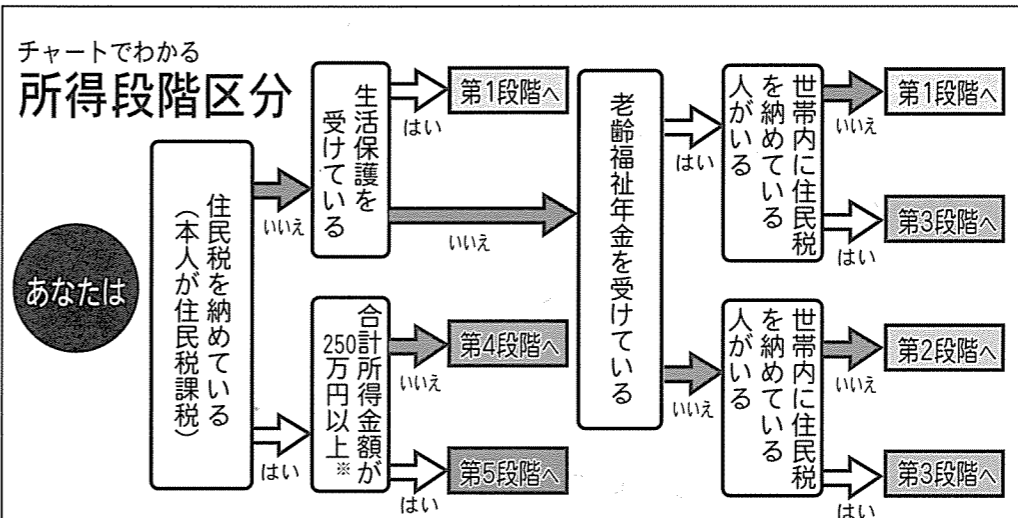 チャートでわかる
所得段階区分
あなたは
住民税を納めている
（本人が住民税課税）
いいえ
はい
生活保護を
受けている
はい
第1段階へ
いいえ
合計所得金額が
250万円以上※
いいえ
第4段階へ
はい
第5段階へ
老齢福祉年金を受けている
はい
いいえ
世帯内に住民税
を納めている
人がいる
いいえ
第1段階へ
はい
第3段階へ
世帯内に住民税
を納めている
人がいる
いいえ
第2段階へ
はい
第3段階へ